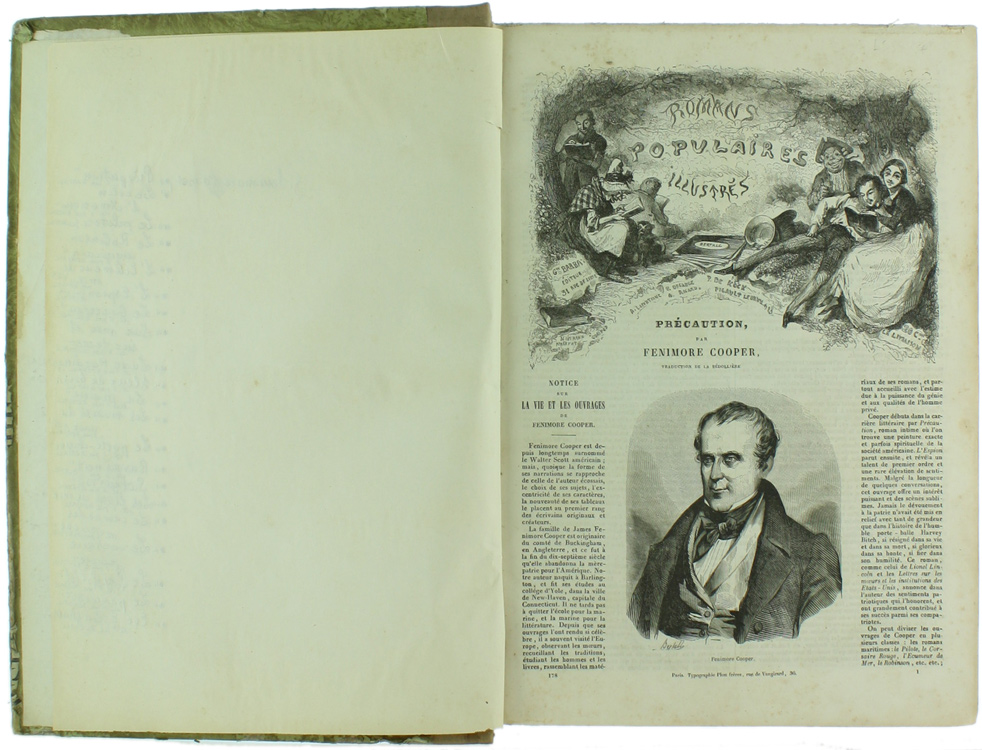 ROMANS
POPULAIRES
ILLUSTRÉS
BERTALL
Gve BARBA
ÉDITEUR
PRÉCAUTION,
PAR
FENIMORE COOPER,
TRADUCTION DE LA BÉDOLLIÈRE
NOTICE
SUR
LA VIE ET LES OUVRAGES
DE
FENIMORE COOPER.
Fenimore Cooper est de-
puis longtemps surnommé
le Walter Scott américain;
mais, quoique la forme de
ses narrations se rapproche
de celle de l'auteur écossais,
le choix de ses sujets, l'ex-
centricité de ses caractères,
la nouveauté de ses tableaux
le placent au premier rang
des écrivains originaux et
créateurs.
La famille de James Fe-
nimore Cooper est originaire
du comté de Buckingham,
en Angleterre, et ce fut à
la fin du dix-septième siècle
qu'elle abandonna la mère-
patrie pour l'Amérique. No-
tre auteur naquit à Burling-
ton, et fit ses études au
collège d'Yole, dans la ville
de New-Haven, capitale du
Connecticut. Il ne tarda pas
à quitter l'école pour la ma-
rine, et la marine pour la
littérature. Depuis que ses
ouvrages l'ont rendu si célè-
bre, il a souvent visité l'Eu-
rope, observant les mœurs,
recueillant les traditions,
étudiant les hommes et les
livres, rassemblant les maté-
178
Fenimore Cooper.
Paris Typographie Plon frères, rue de Vaugirard, 36.
riaux de ses romans, et par-
tout accueilli avec l'estime
due à la puissance du génie
et aux qualités de l'homme
privé.
Cooper débuta dans la car-
rière littéraire par Précau-
tion, roman intime où l'on
trouve une peinture exacte
et parfois spirituelle de la
société américaine. L'Espion
parut ensuite, et révéla un
talent de premier ordre et
une rare élévation de senti-
ments. Malgré la longueur
de quelques conversations,
cet ouvrage offre un intérêt
puissant et des scènes saldi-
mes. Jamais le dévouement
à la patrie n'avait été mis en
relief avec tant de grandeur
que dans l'histoire de l'hum-
ble porte-balle Harvey
Bitch, si résigné dans sa vie
et dans sa mort, si glorieux
dans sa honte, si fier dans
son humilité. Ce roman,
comme celui de Lionel Lin-
coln et les Lettres sur les
mœurs et les institutions des
Etats-Unis, annonce dans
l'auteur des sentiments pa-
triotiques qui l'honorent, et
ont grandement contribué à
ses succès parmi ses compa-
triotes.
On peut diviser les ou-
vrages de Cooper en plu-
sieurs classes: les romans
maritimes: le Pilote, le Cor-
saire Rouge, l'Ecumeur de
Mer, le Robinson, etc. etc.;
1